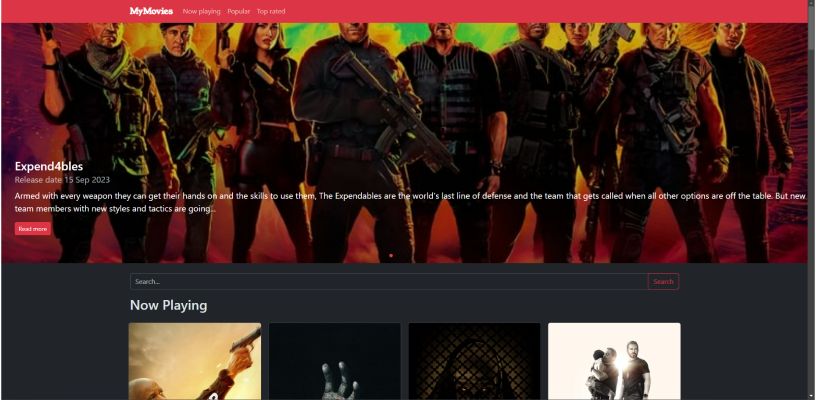 MyMovies Now playing Popular Top rated
Expend4bles
Release date 15 Sep 2023
Armed with every weapon they can get their hands on and the skills to use them, The Expendables are the world's last line of defense and the team that gets called when all other options are off the table. But new
team members with new styles and tactics are going...
Read more
Search... Search
Now Playing